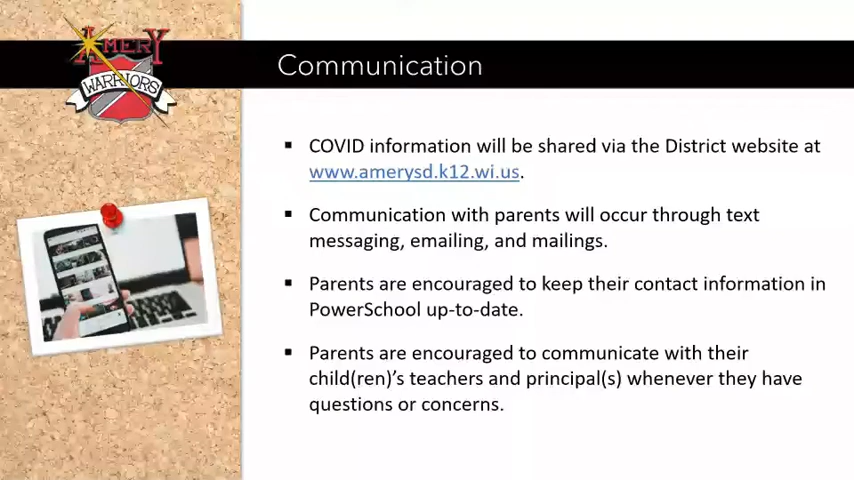 AMERY
WARRIORS
Communication
▪ COVID information will be shared via the District website at
www.amerysd.k12.wi.us.
▪ Communication with parents will occur through text
messaging, emailing, and mailings.
▪ Parents are encouraged to keep their contact information in
PowerSchool up-to-date.
▪ Parents are encouraged to communicate with their
child(ren)'s teachers and principal(s) whenever they have
questions or concerns.